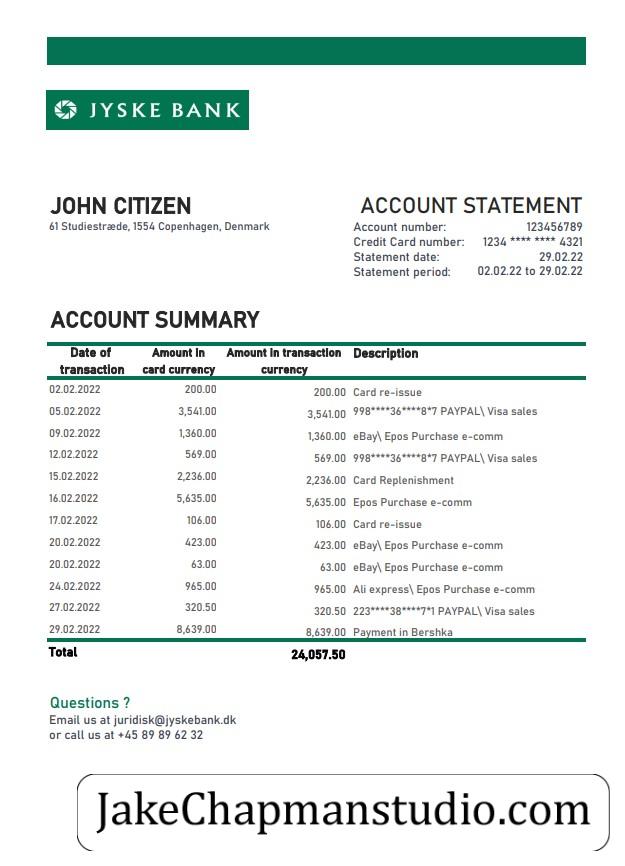 JYSKE BANK
JOHN CITIZEN
61 Studiestræde, 1554 Copenhagen, Denmark
ACCOUNT STATEMENT
Account number: 123456789
Credit Card number: 1234 **** **** 4321
Statement date: 29.02.22
Statement period: 02.02.22 to 29.02.22
ACCOUNT SUMMARY
Date of transaction Amount in card currency Amount in transaction currency Description
02.02.2022 200.00 200.00 Card re-issue
05.02.2022 3,541.00 3,541.00 998****36****8*7 PAYPAL\ Visa sales
09.02.2022 1,360.00 1,360.00 eBay\ Epos Purchase e-comm
12.02.2022 569.00 569.00 998****36****8*7 PAYPAL\ Visa sales
15.02.2022 2,236.00 2,236.00 Card Replenishment
16.02.2022 5,635.00 5,635.00 Epos Purchase e-comm
17.02.2022 106.00 106.00 Card re-issue
20.02.2022 423.00 423.00 eBay\ Epos Purchase e-comm
20.02.2022 63.00 63.00 eBay\ Epos Purchase e-comm
24.02.2022 965.00 965.00 Ali express\ Epos Purchase e-comm
27.02.2022 320.50 320.50 223****38****7*1 PAYPAL\ Visa sales
29.02.2022 8,639.00 8,639.00 Payment in Bershka
Total 24,057.50
Questions ?
Email us at juridisk@jyskebank.dk
or call us at +45 89 89 62 32
JakeChapmanstudio.com